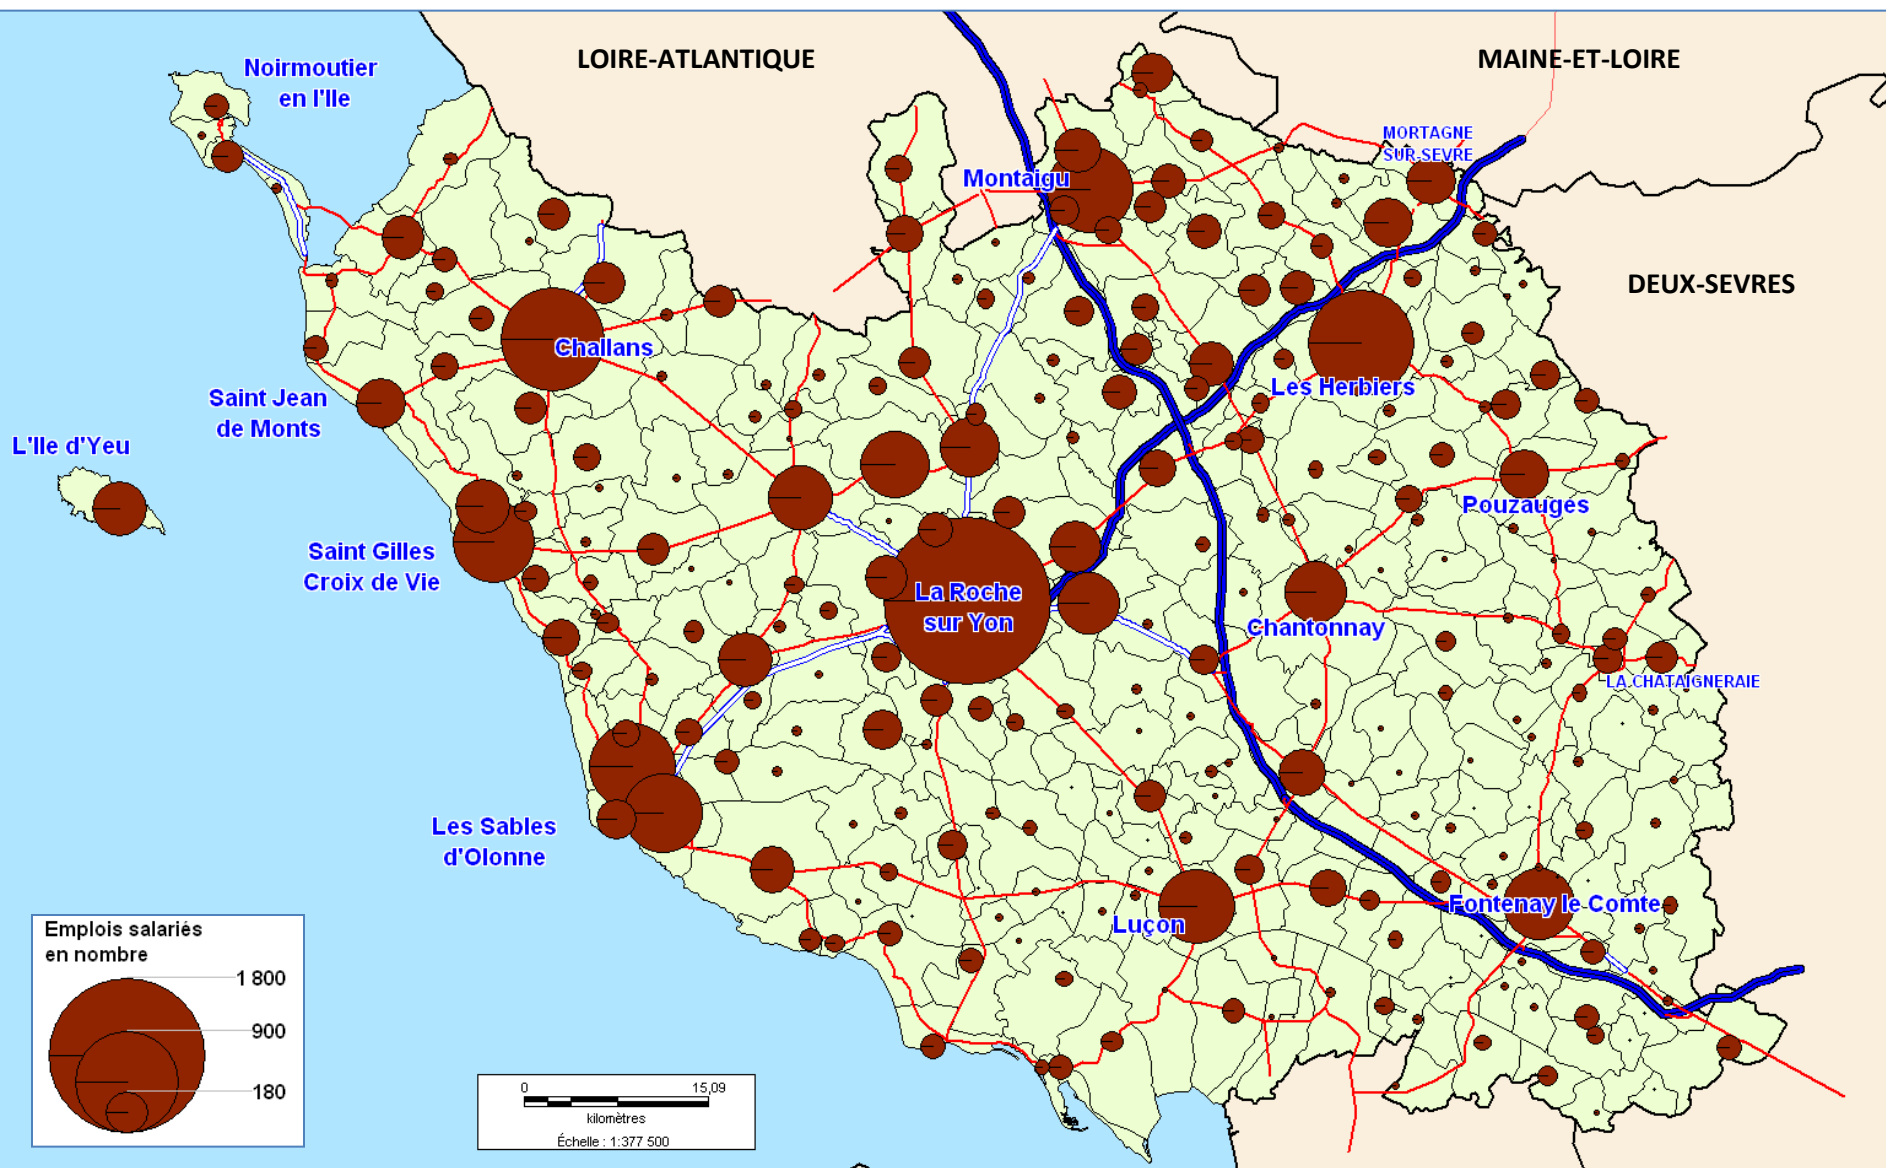 LOIRE-ATLANTIQUE
MAINE-ET-LOIRE
Noirmoutier
en l'Ile
MORTAGNE
SUR SEVRE
Montaigu
DEUX-SEVRES
Challans
Les Herbiers
Saint Jean
de Monts
L'Ile d'Yeu
Pouzauges
Saint Gilles
Croix de Vie
La Roche
sur Yon
Chantonnay
LA CHATAIGNERAIE
Les Sables
d'Olonne
Luçon
Fontenay le Comte
Emplois salariés
en nombre
1 800
900
180
0 15,09
kilomètres
Échelle : 1:377 500